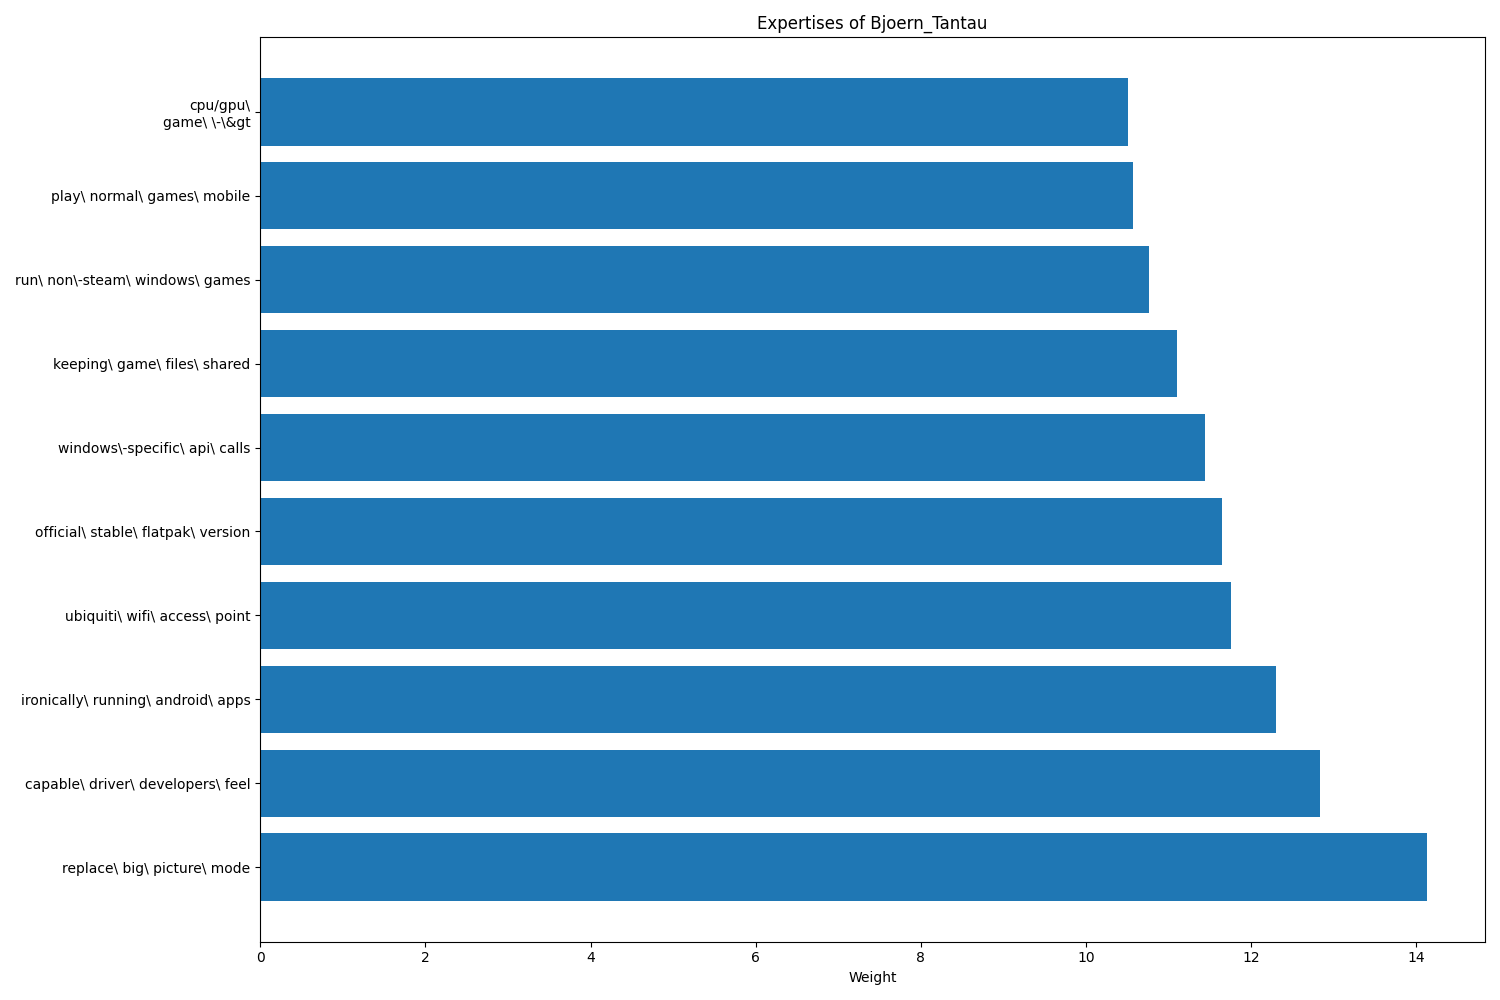 Expertises of Bjoern_Tantau
cpu/gpu\
game\ \-\&gt
play\ normal\ games\ mobile
run\ non\-steam\ windows\ games
keeping\ game\ files\ shared
windows\-specific\ api\ calls
official\ stable\ flatpak\ version
ubiquiti\ wifi\ access\ point
ironically\ running\ android\ apps
capable\ driver\ developers\ feel
replace\ big\ picture\ mode
0 2 4 6 8 10 12 14
Weight